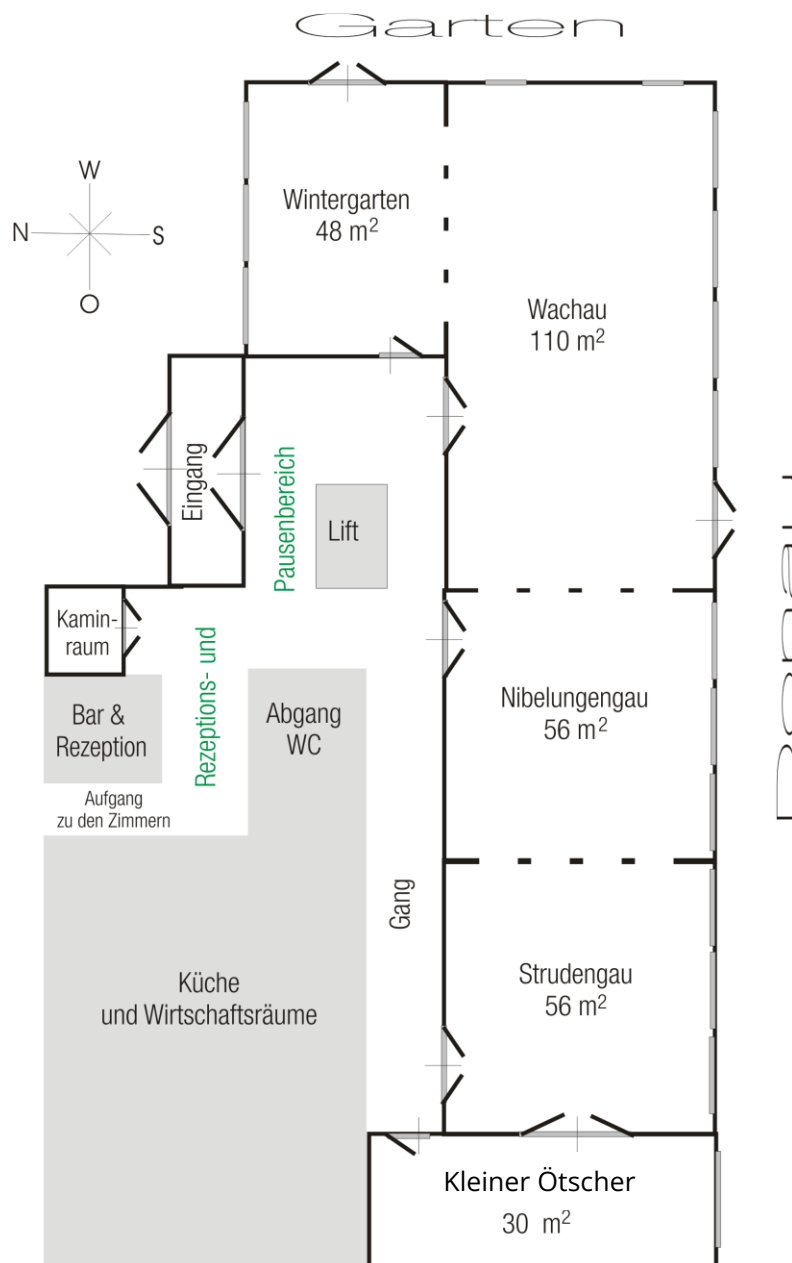 Garten
W
N
S
O
Wintergarten
48 m²
Wachau
110 m²
Eingang
Pausenbereich
Lift
Kamin-
raum
Rezeptions- und
Bar &
Rezeption
Abgang
WC
Nibelungengau
56 m²
Aufgang
zu den Zimmern
Gang
Küche
und Wirtschaftsräume
Strudengau
56 m²
Kleiner Ötscher
30 m²